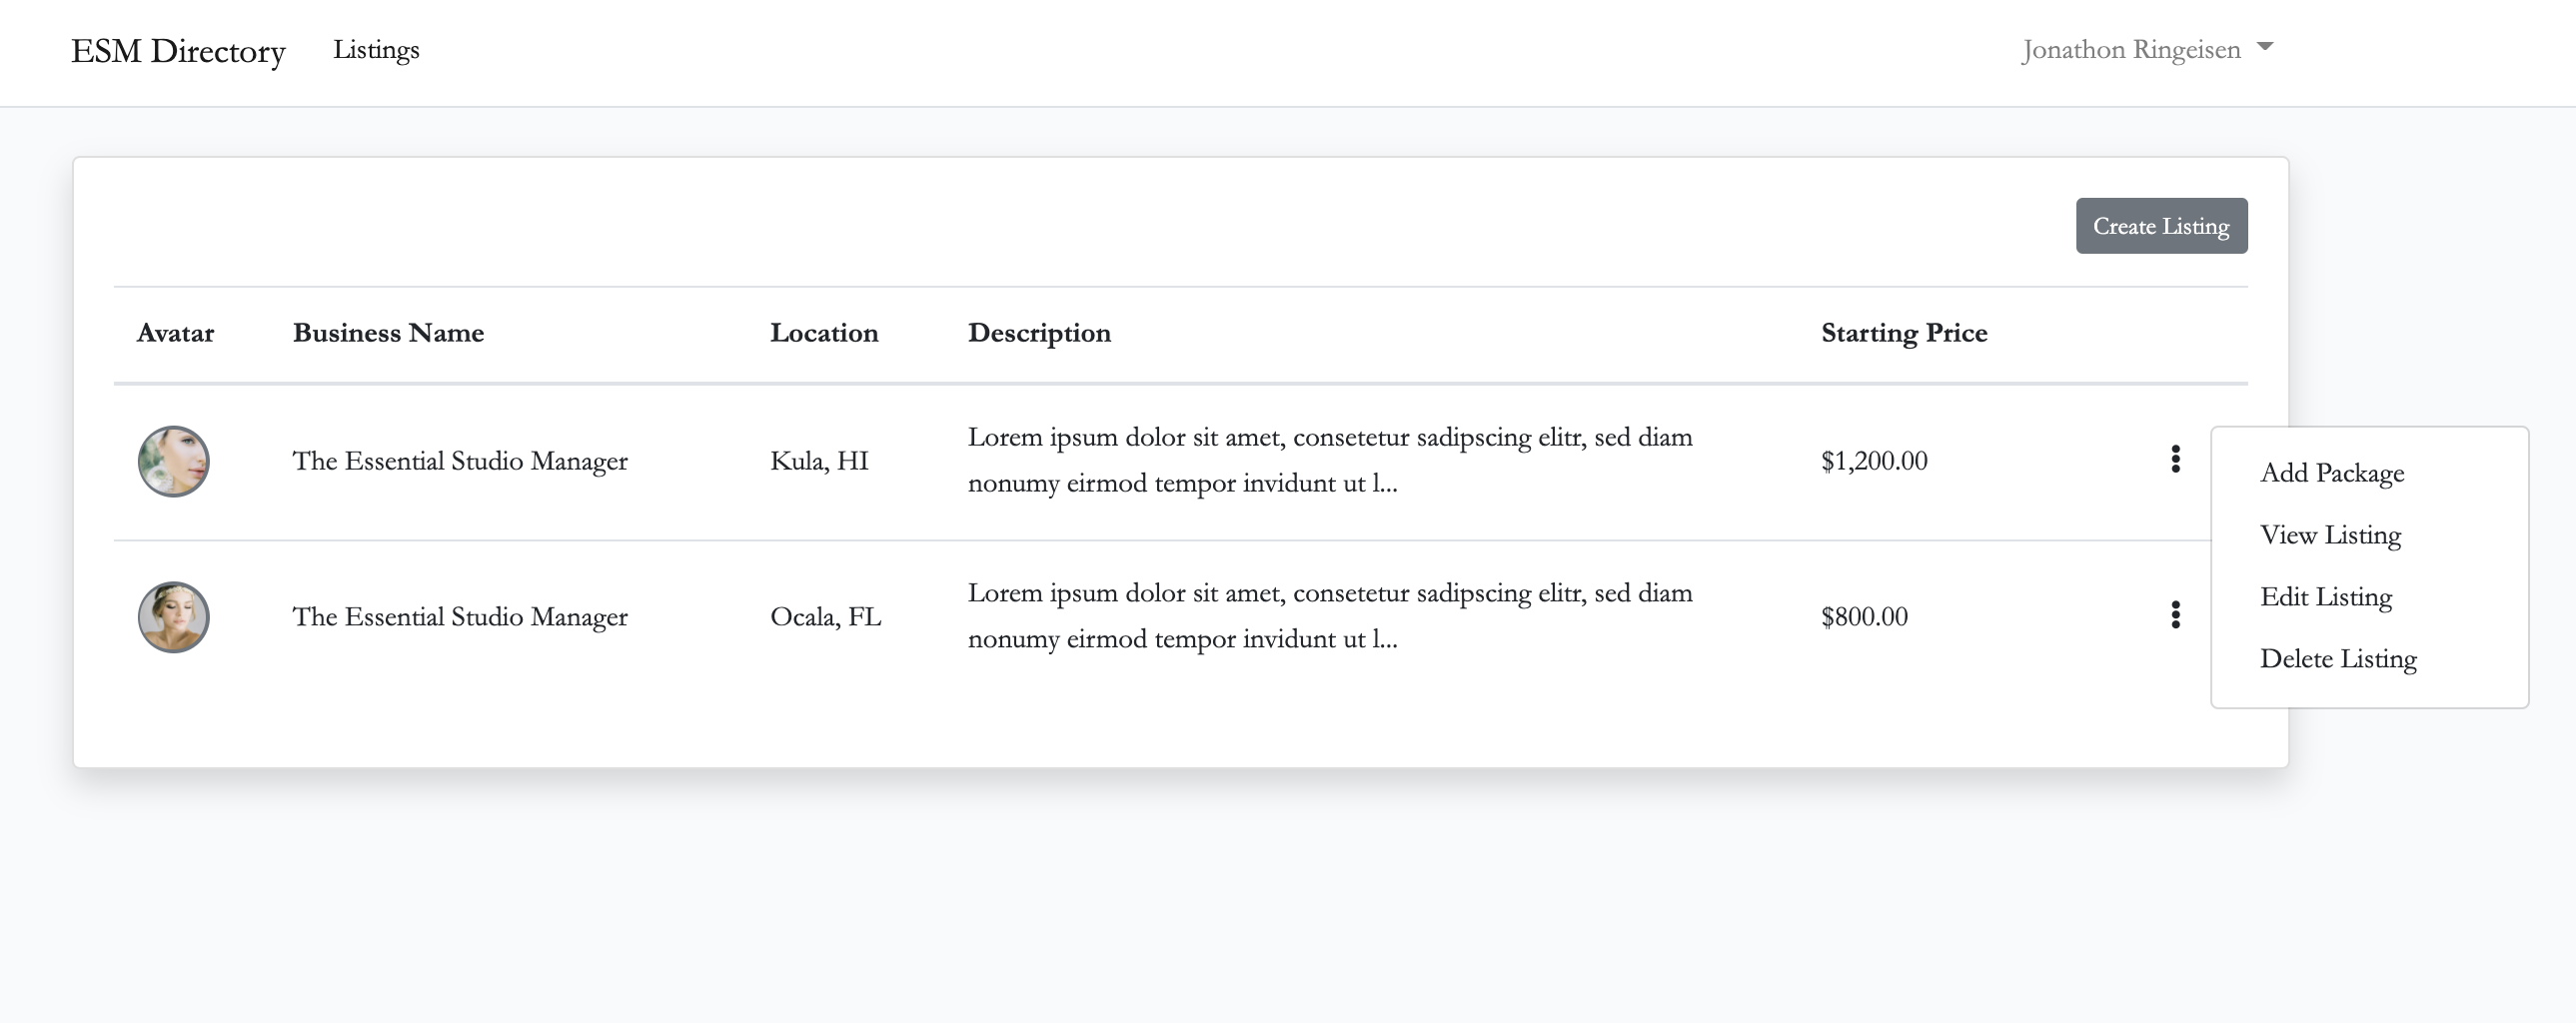 ESM Directory Listings Jonathon Ringeisen
Create Listing
Avatar Business Name Location Description Starting Price
The Essential Studio Manager Kula, HI Lorem ipsum dolor sit amet, consetetur sadipscing elitr, sed diam $1,200.00
nonumy eirmod tempor invidunt ut l...
Add Package
View Listing
Edit Listing
Delete Listing
The Essential Studio Manager Ocala, FL Lorem ipsum dolor sit amet, consetetur sadipscing elitr, sed diam $800.00
nonumy eirmod tempor invidunt ut l...